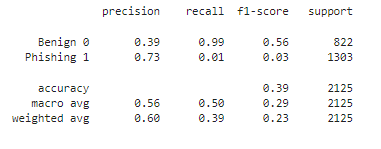 precision recall f1-score support
Benign 0 0.39 0.99 0.56 822
Phishing 1 0.73 0.01 0.03 1303
accuracy 0.39 2125
macro avg 0.56 0.50 0.29 2125
weighted avg 0.60 0.39 0.23 2125